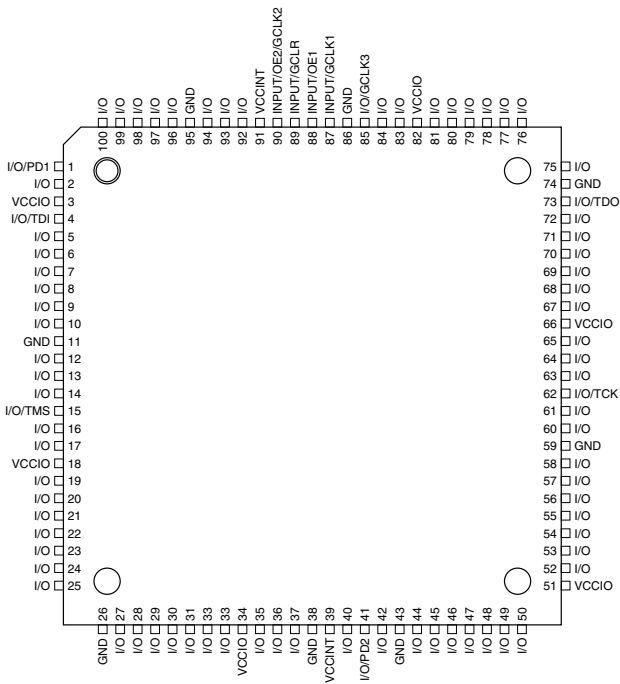 I/O 100
I/O 99
I/O 98
I/O 97
I/O 96
GND 95
I/O 94
I/O 93
I/O 92
VCCINT 91
INPUT/OE2/GCLK2 90
INPUT/GCLR 89
INPUT/OE1 88
INPUT/GCLK1 87
GND 86
I/O/GCLK3 85
I/O 84
I/O 83
VCCIO 82
I/O 81
I/O 80
I/O 79
I/O 78
I/O 77
I/O 76
I/O/PD1 1
I/O 2
VCCIO 3
I/O/TDI 4
I/O 5
I/O 6
I/O 7
I/O 8
I/O 9
I/O 10
GND 11
I/O 12
I/O 13
I/O 14
I/O/TMS 15
I/O 16
I/O 17
VCCIO 18
I/O 19
I/O 20
I/O 21
I/O 22
I/O 23
I/O 24
I/O 25
75 I/O
74 GND
73 I/O/TDO
72 I/O
71 I/O
70 I/O
69 I/O
68 I/O
67 I/O
66 VCCIO
65 I/O
64 I/O
63 I/O
62 I/O/TCK
61 I/O
60 I/O
59 GND
58 I/O
57 I/O
56 I/O
55 I/O
54 I/O
53 I/O
52 I/O
51 VCCIO
GND 26
I/O 27
I/O 28
I/O 29
I/O 30
I/O 31
I/O 33
I/O 33
VCCIO 34
I/O 35
I/O 36
I/O 37
GND 38
VCCINT 39
I/O 40
I/O/PD2 41
I/O 42
GND 43
I/O 44
I/O 45
I/O 46
I/O 47
I/O 48
I/O 49
I/O 50